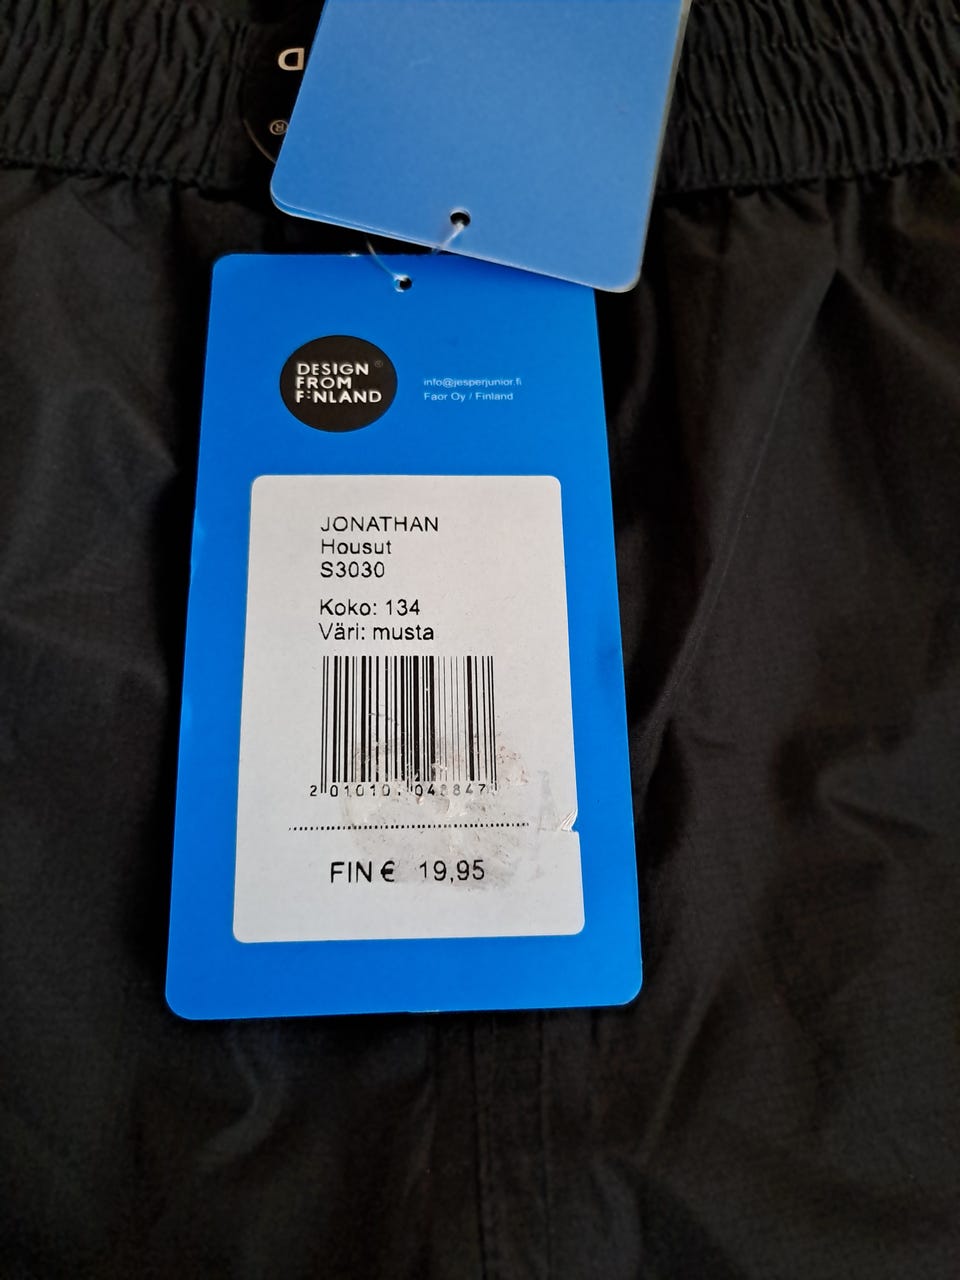 D
®
DESIGN ®
FROM
FINLAND
info@jesperjunior.fi
Faor Oy / Finland
JONATHAN
Housut
S3030
Koko: 134
Väri: musta
FIN € 19,95